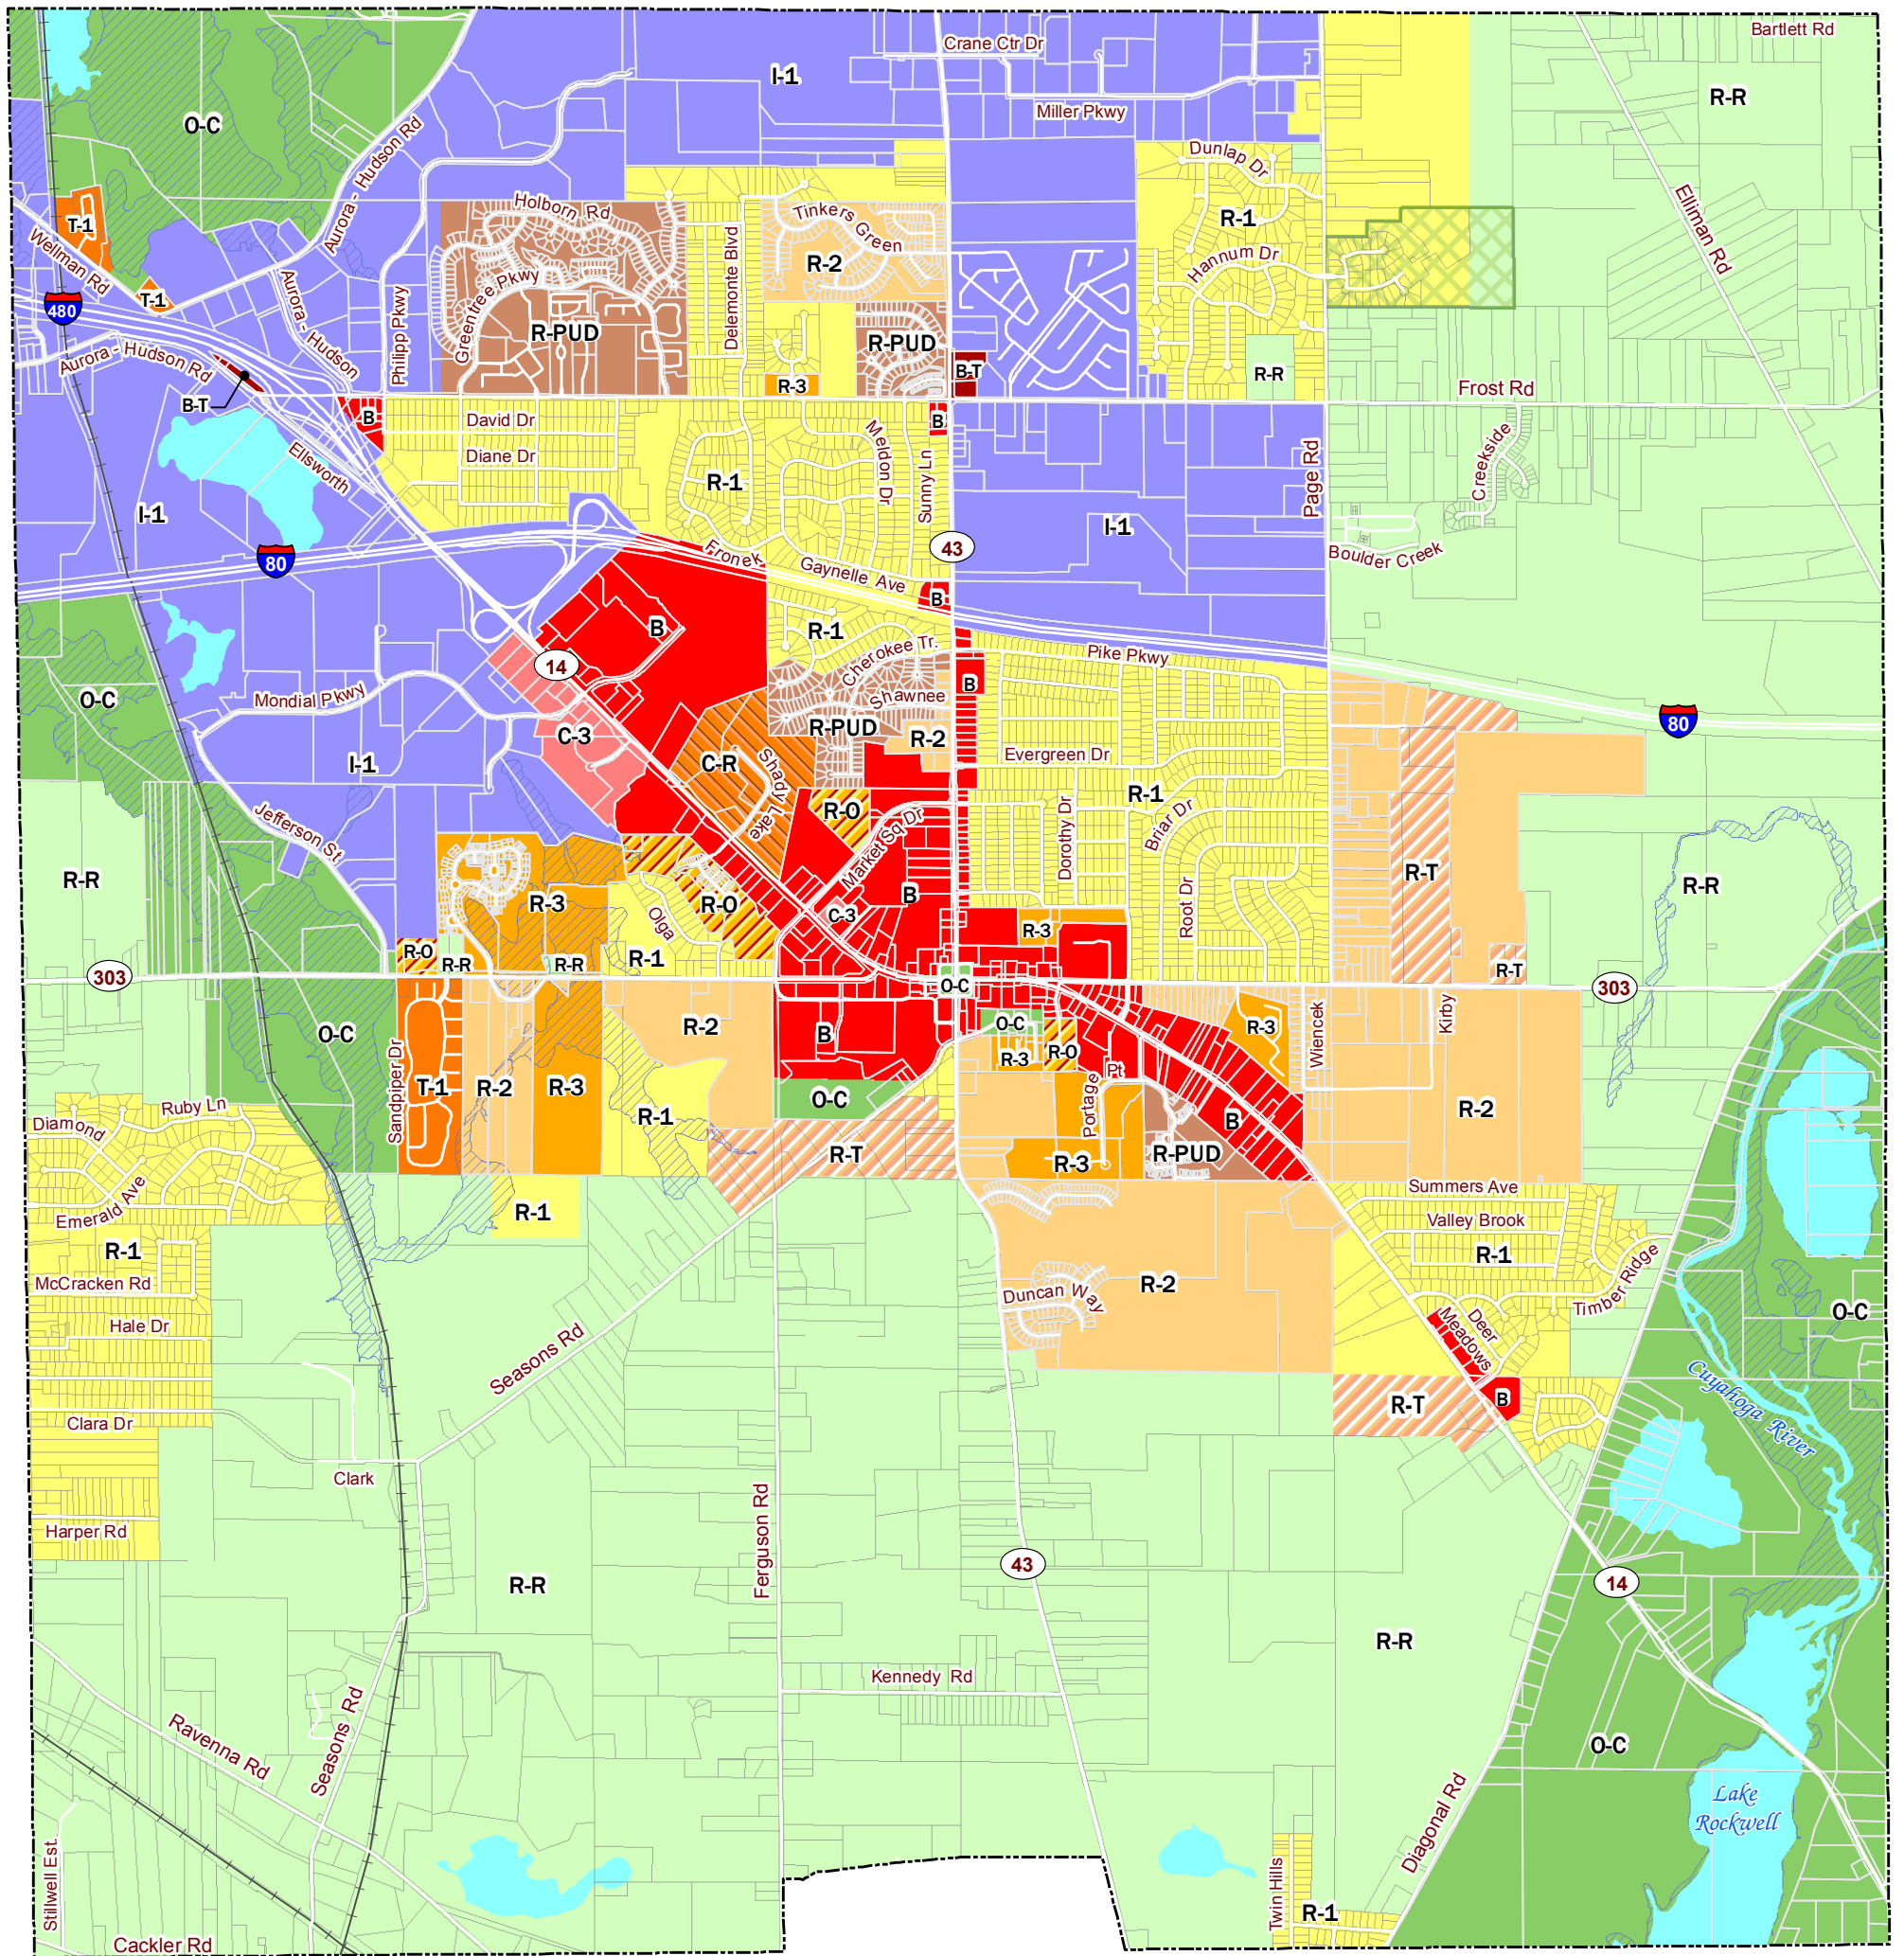 Bartlett Rd
Crane Ctr Dr
I-1
R-R
Miller Pkwy
O-C
Aurora - Hudson Rd
Dunlap Dr
Elliman Rd
T-1
Holborn Rd
Tinkers Green
R-1
Wellman Rd
Delemonte Blvd
R-2
Hannum Dr
T-1
480
Aurora - Hudson
Philipp Pkwy
Greentree Pkwy
R-PUD
R-PUD
Aurora - Hudson Rd
B-T
R-3
B-T
R-R
Frost Rd
B-T
B
David Dr
B
Meldon Dr
Sunny Ln
Page Rd
Creekside
Diane Dr
Ellsworth
R-1
I-1
I-1
43
Boulder Creek
80
Fronek
Gaynelle Ave
B
B
R-1
Cherokee Tr.
Pike Pkwy
14
B
O-C
Mondial Pkwy
Shawnee
80
C-3
R-PUD
R-2
Evergreen Dr
I-1
C-R
Shady Lake
R-1
R-O
Market Sq Dr
Dorothy Dr
Briar Dr
Jefferson St
R-T
R-R
R-R
B
R-3
R-O
C-3
Olga
Root Dr
R-3
R-O
R-R
R-R
R-1
R-T
303
O-C
303
O-C
R-2
B
O-C
R-3
Wiencek
Kirby
R-3
R-O
Sandpiper Dr
T-1
R-2
R-3
Portage
Pt
O-C
R-2
Ruby Ln
R-1
B
Diamond
R-T
R-3
R-PUD
Emerald Ave
R-1
Summers Ave
Valley Brook
R-1
R-1
McCracken Rd
Duncan Way
R-2
Timber Ridge
O-C
Hale Dr
Deer Meadows
Seasons Rd
Cuyahoga River
R-T
B
Clara Dr
Clark
Harper Rd
Ferguson Rd
43
14
R-R
R-R
Kennedy Rd
Ravenna Rd
Seasons Rd
O-C
Lake
Rockwell
Diagonal Rd
Stillwell Est.
Twin Hills
R-1
Cackler Rd